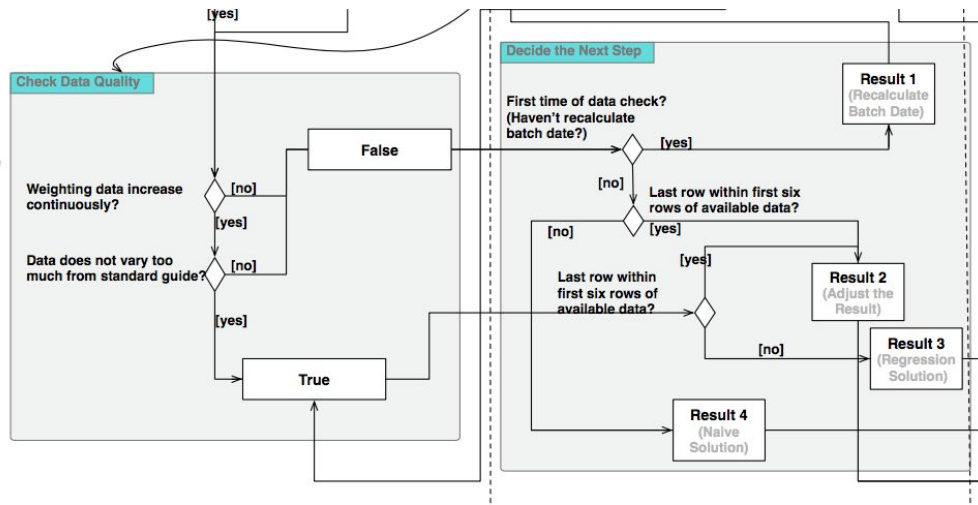 [yes]
Check Data Quality
False
Weighting data increase
continuously?
[no]
[yes]
Data does not vary too
much from standard guide?
[no]
[yes]
True
Decide the Next Step
Result 1
(Recalculate
Batch Date)
First time of data check?
(Haven't recalculate
batch date?)
[yes]
[no]
Last row within first six
rows of available data?
[no]
[yes]
[yes]
Last row within
first six rows of
available data?
Result 2
(Adjust the
Result)
[no]
Result 3
(Regression
Solution)
Result 4
(Naive
Solution)